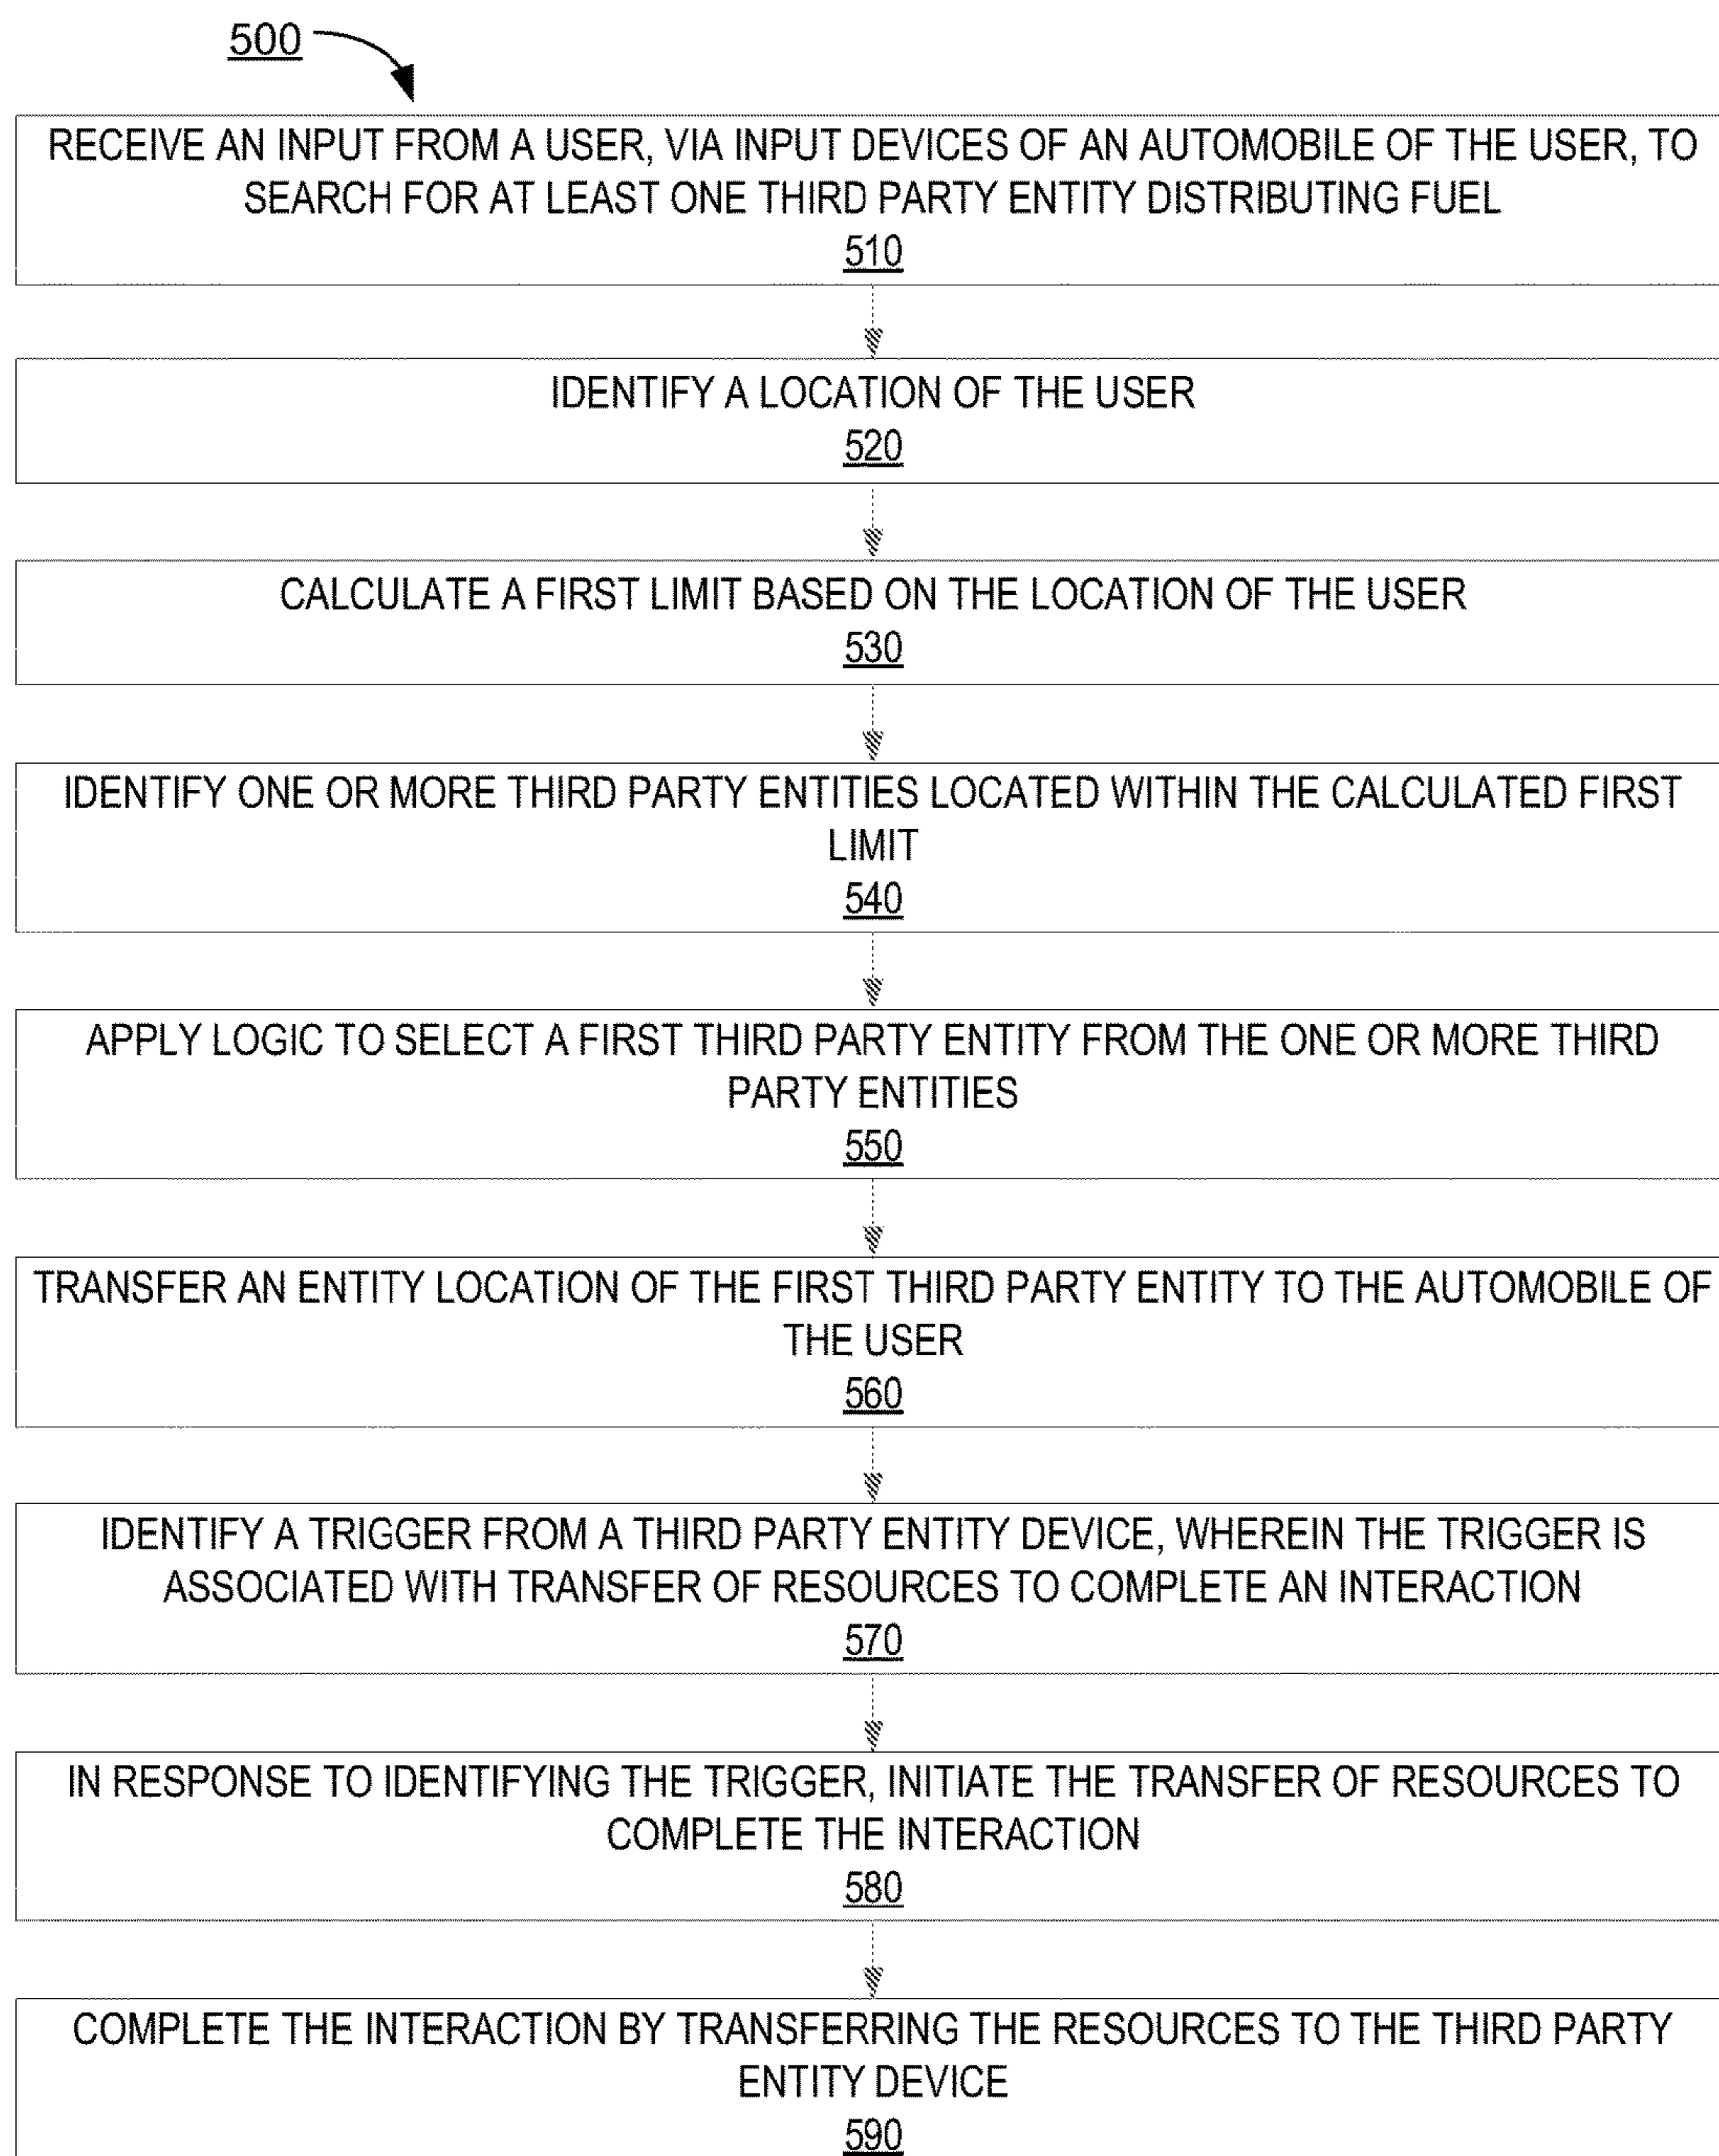 500
RECEIVE AN INPUT FROM A USER, VIA INPUT DEVICES OF AN AUTOMOBILE OF THE USER, TO
SEARCH FOR AT LEAST ONE THIRD PARTY ENTITY DISTRIBUTING FUEL
510
IDENTIFY A LOCATION OF THE USER
520
CALCULATE A FIRST LIMIT BASED ON THE LOCATION OF THE USER
530
IDENTIFY ONE OR MORE THIRD PARTY ENTITIES LOCATED WITHIN THE CALCULATED FIRST
LIMIT
540
APPLY LOGIC TO SELECT A FIRST THIRD PARTY ENTITY FROM THE ONE OR MORE THIRD
PARTY ENTITIES
550
TRANSFER AN ENTITY LOCATION OF THE FIRST THIRD PARTY ENTITY TO THE AUTOMOBILE OF
THE USER
560
IDENTIFY A TRIGGER FROM A THIRD PARTY ENTITY DEVICE, WHEREIN THE TRIGGER IS
ASSOCIATED WITH TRANSFER OF RESOURCES TO COMPLETE AN INTERACTION
570
IN RESPONSE TO IDENTIFYING THE TRIGGER, INITIATE THE TRANSFER OF RESOURCES TO
COMPLETE THE INTERACTION
580
COMPLETE THE INTERACTION BY TRANSFERRING THE RESOURCES TO THE THIRD PARTY
ENTITY DEVICE
590